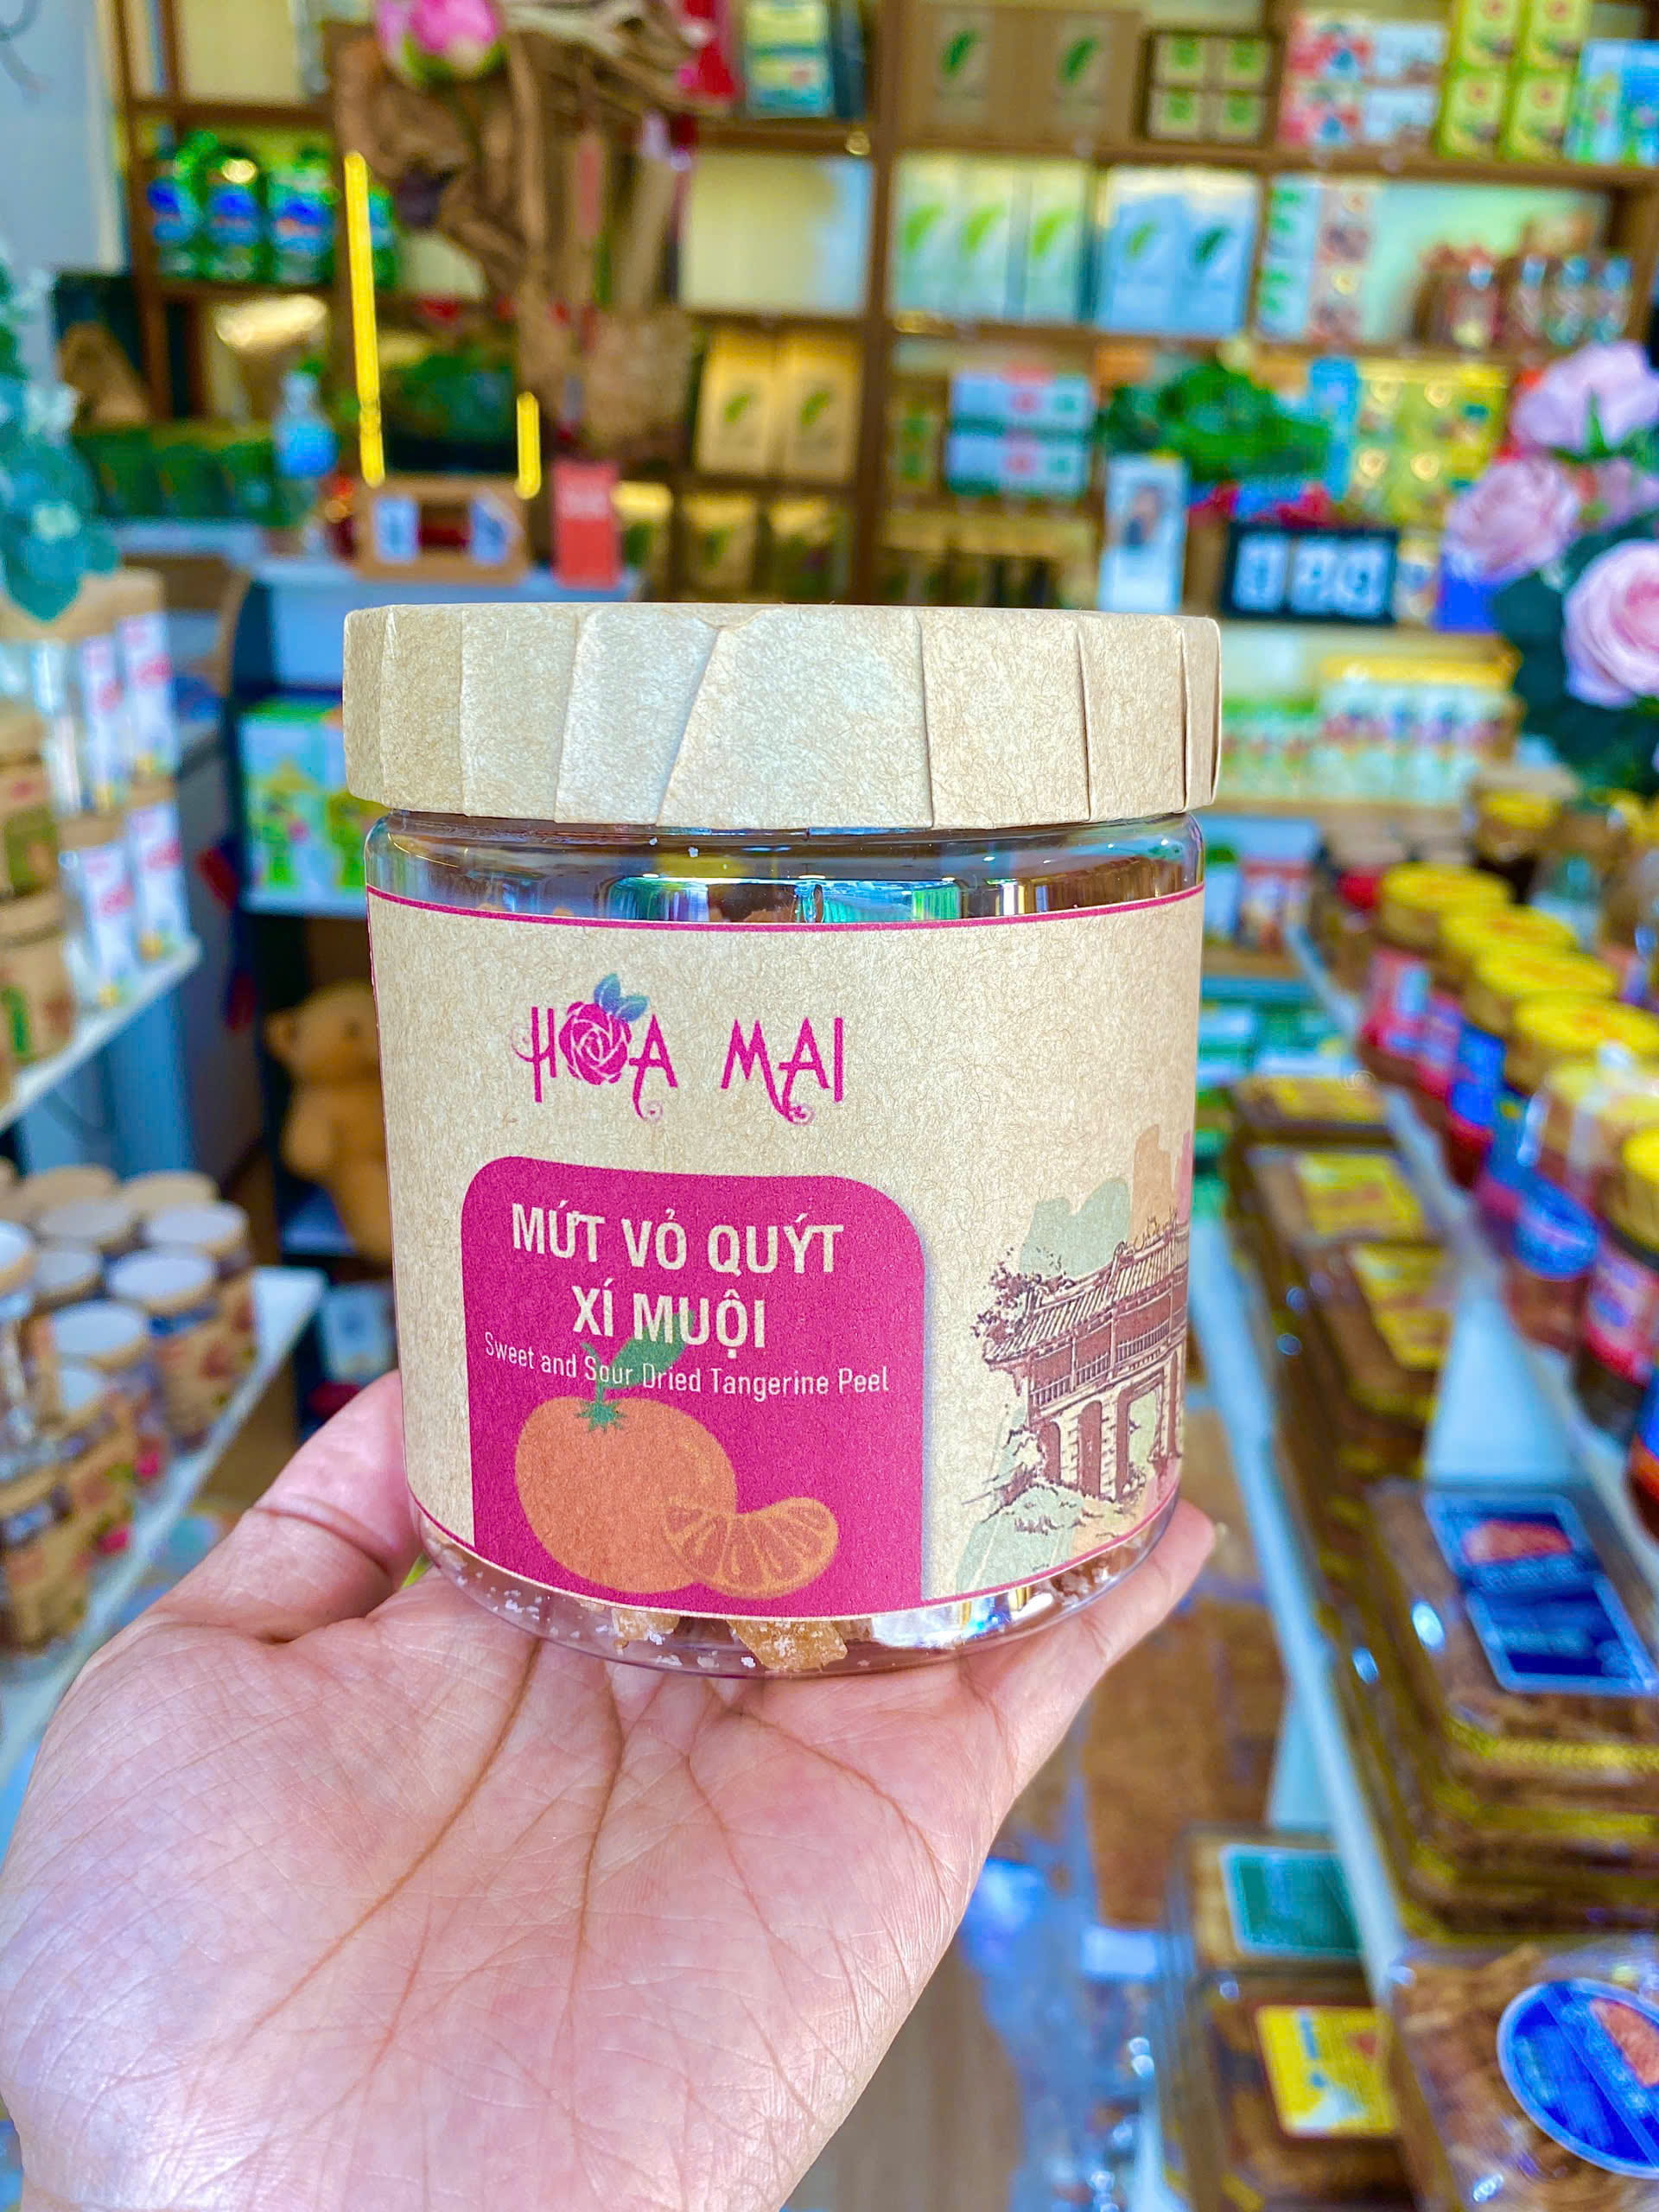 HOA MAI
MỨT VỎ QUÝT
XÍ MUỘI
Sweet and Sour Dried Tangerine Peel